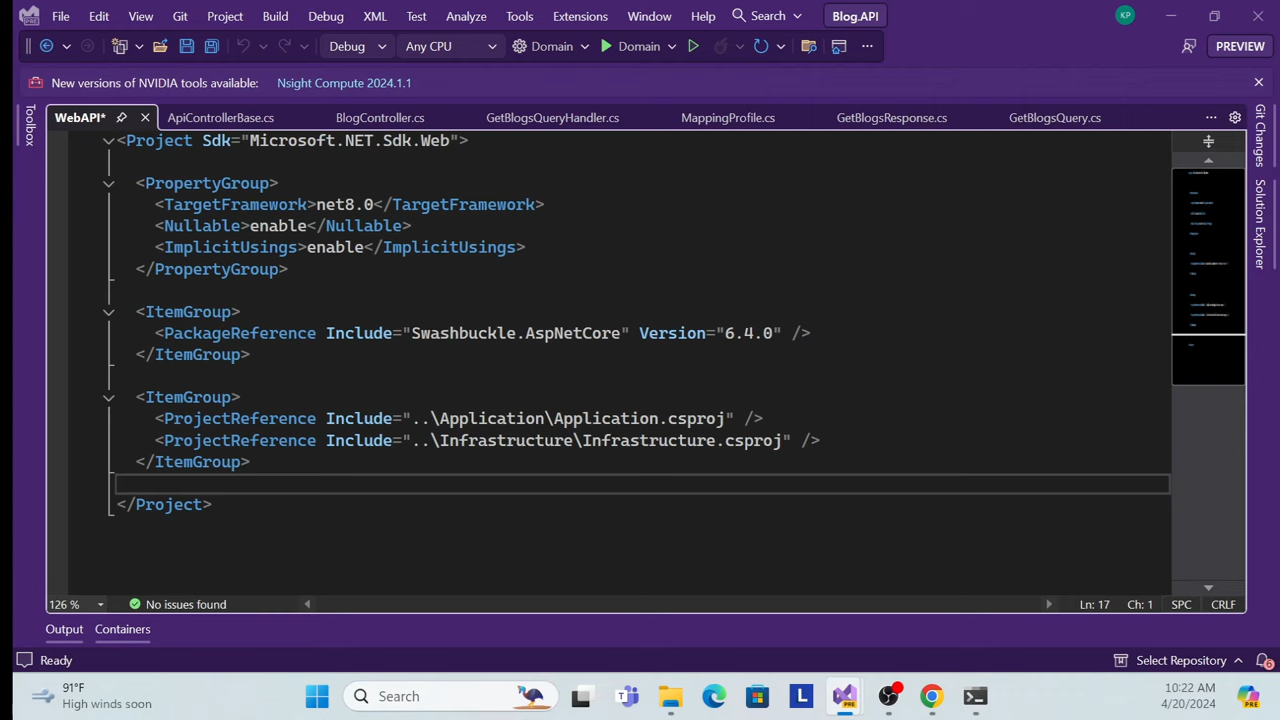 File Edit View Git Project Build Debug XML Test Analyze Tools Extensions Window Help Search Blog.API KP
Debug Any CPU Domain Domain PREVIEW
New versions of NVIDIA tools available: Nsight Compute 2024.1.1
Toolbox
WebAPI* ApiControllerBase.cs BlogController.cs GetBlogsQueryHandler.cs MappingProfile.cs GetBlogsResponse.cs GetBlogsQuery.cs
Git Changes
Solution Explorer
<Project Sdk="Microsoft.NET.Sdk.Web">
<PropertyGroup>
<TargetFramework>net8.0</TargetFramework>
<Nullable>enable</Nullable>
<ImplicitUsings>enable</ImplicitUsings>
</PropertyGroup>
<ItemGroup>
<PackageReference Include="Swashbuckle.AspNetCore" Version="6.4.0" />
</ItemGroup>
<ItemGroup>
<ProjectReference Include="..\Application\Application.csproj" />
<ProjectReference Include="..\Infrastructure\Infrastructure.csproj" />
</ItemGroup>
</Project>
126 % No issues found Ln: 17 Ch: 1 SPC CRLF
Output Containers
Ready Select Repository 6
91°F
High winds soon
Search
PRE
10:22 AM
4/20/2024
PRE